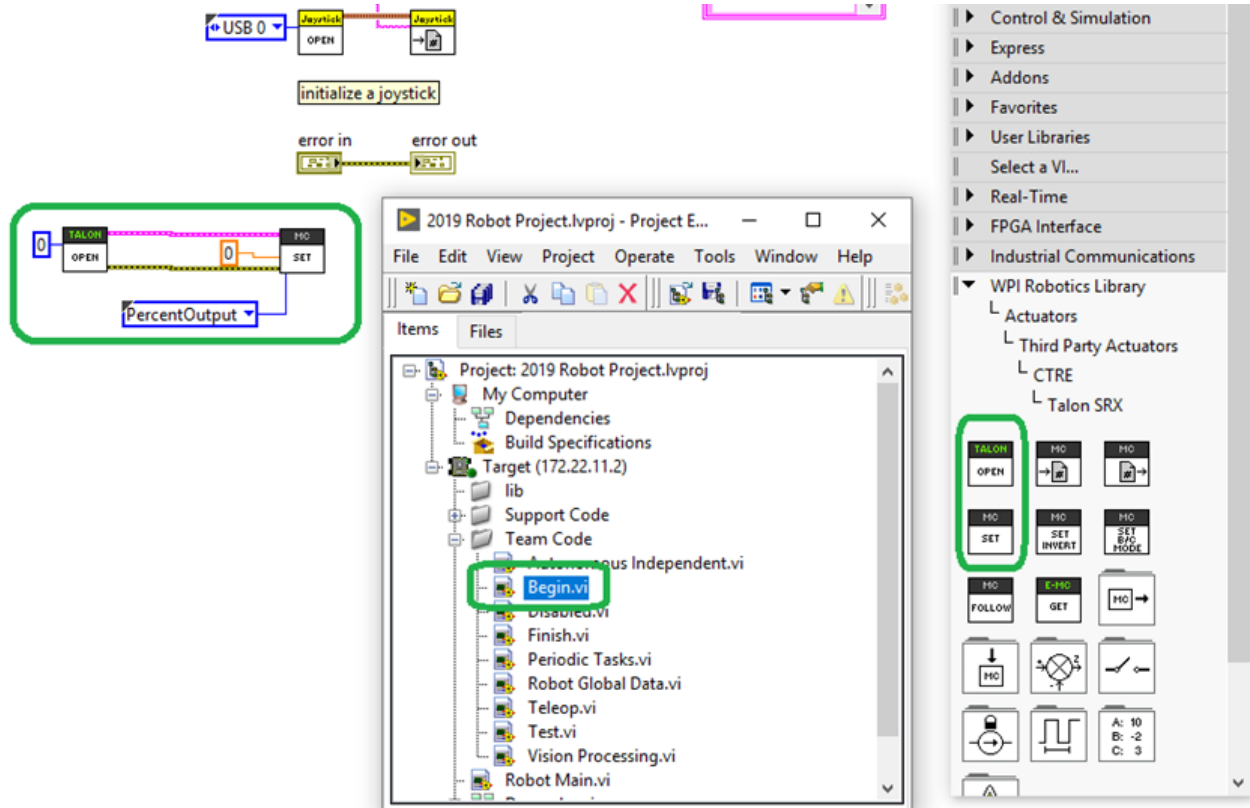 USB 0
Joystick
OPEN
Joystick
initialize a joystick
error in
error out
0
TALON
OPEN
0
MC
SET
PercentOutput
2019 Robot Project.lvproj - Project E...
File Edit View Project Operate Tools Window Help
Items Files
Project: 2019 Robot Project.lvproj
My Computer
Dependencies
Build Specifications
Target (172.22.11.2)
lib
Support Code
Team Code
Autonomous Independent.vi
Begin.vi
Disabled.vi
Finish.vi
Periodic Tasks.vi
Robot Global Data.vi
Teleop.vi
Test.vi
Vision Processing.vi
Robot Main.vi
Control & Simulation
Express
Addons
Favorites
User Libraries
Select a VI...
Real-Time
FPGA Interface
Industrial Communications
WPI Robotics Library
Actuators
Third Party Actuators
CTRE
Talon SRX
TALON
OPEN
MC
MC
MC
SET
MC
SET
INVERT
MC
SET
B/C
MODE
MC
FOLLOW
E-MC
GET
MC
MC
A: 10
B: -2
C: 3